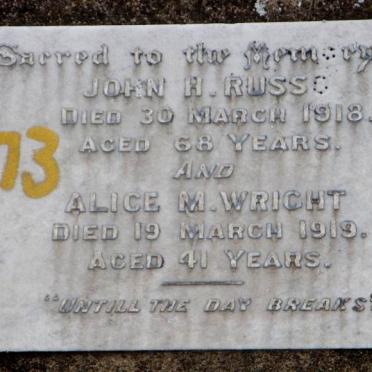 Sacred to the Memory
JOHN H. RUSSO
DIED 30 MARCH 1918.
AGED 68 YEARS.
AND
ALICE M. WRIGHT
DIED 19 MARCH 1919.
AGED 41 YEARS.
"UNTILL THE DAY BREAKS"
73